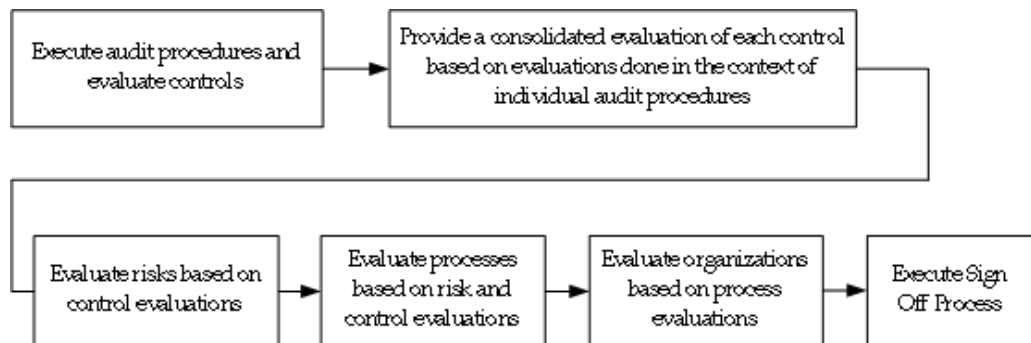 Execute audit procedures and
evaluate controls
Provide a consolidated evaluation of each control
based on evaluations done in the context of
individual audit procedures
Evaluate risks based on
control evaluations
Evaluate processes
based on risk and
control evaluations
Evaluate organizations
based on process
evaluations
Execute Sign
Off Process